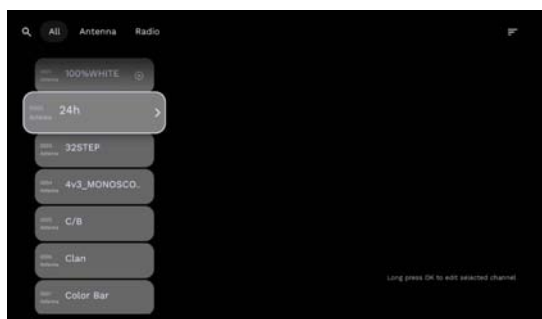 All Antenna Radio
100%WHITE
24h
32STEP
4v3_MONOSCO.
C/B
Clan
Color Bar
Long press OK to edit selected channel